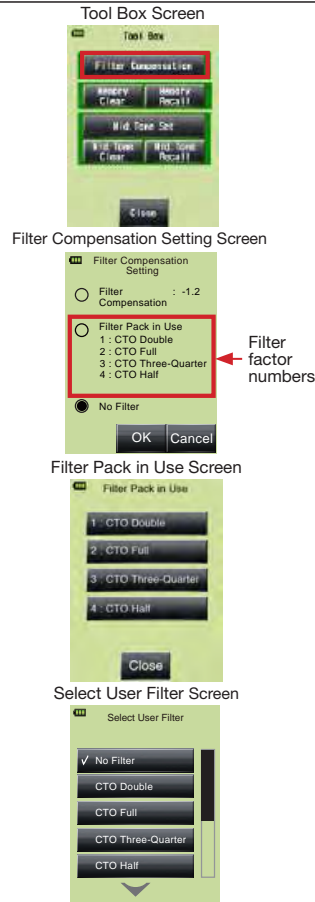 Tool Box Screen
Tool Box
Filter Compensation
Memory Memory
Clear Recall
Mid Tone Set
Mid Tone Mid Tone
Clear Recall
Close
Filter Compensation Setting Screen
Filter Compensation
Setting
Filter : -1.2
Compensation
Filter Pack in Use
1 : CTO Double
2 : CTO Full
3 : CTO Three-Quarter
4 : CTO Half
Filter
factor
numbers
No Filter
OK Cancel
Filter Pack in Use Screen
Filter Pack in Use
1 : CTO Double
2 : CTO Full
3 : CTO Three-Quarter
4 : CTO Half
Close
Select User Filter Screen
Select User Filter
✓ No Filter
CTO Double
CTO Full
CTO Three-Quarter
CTO Half